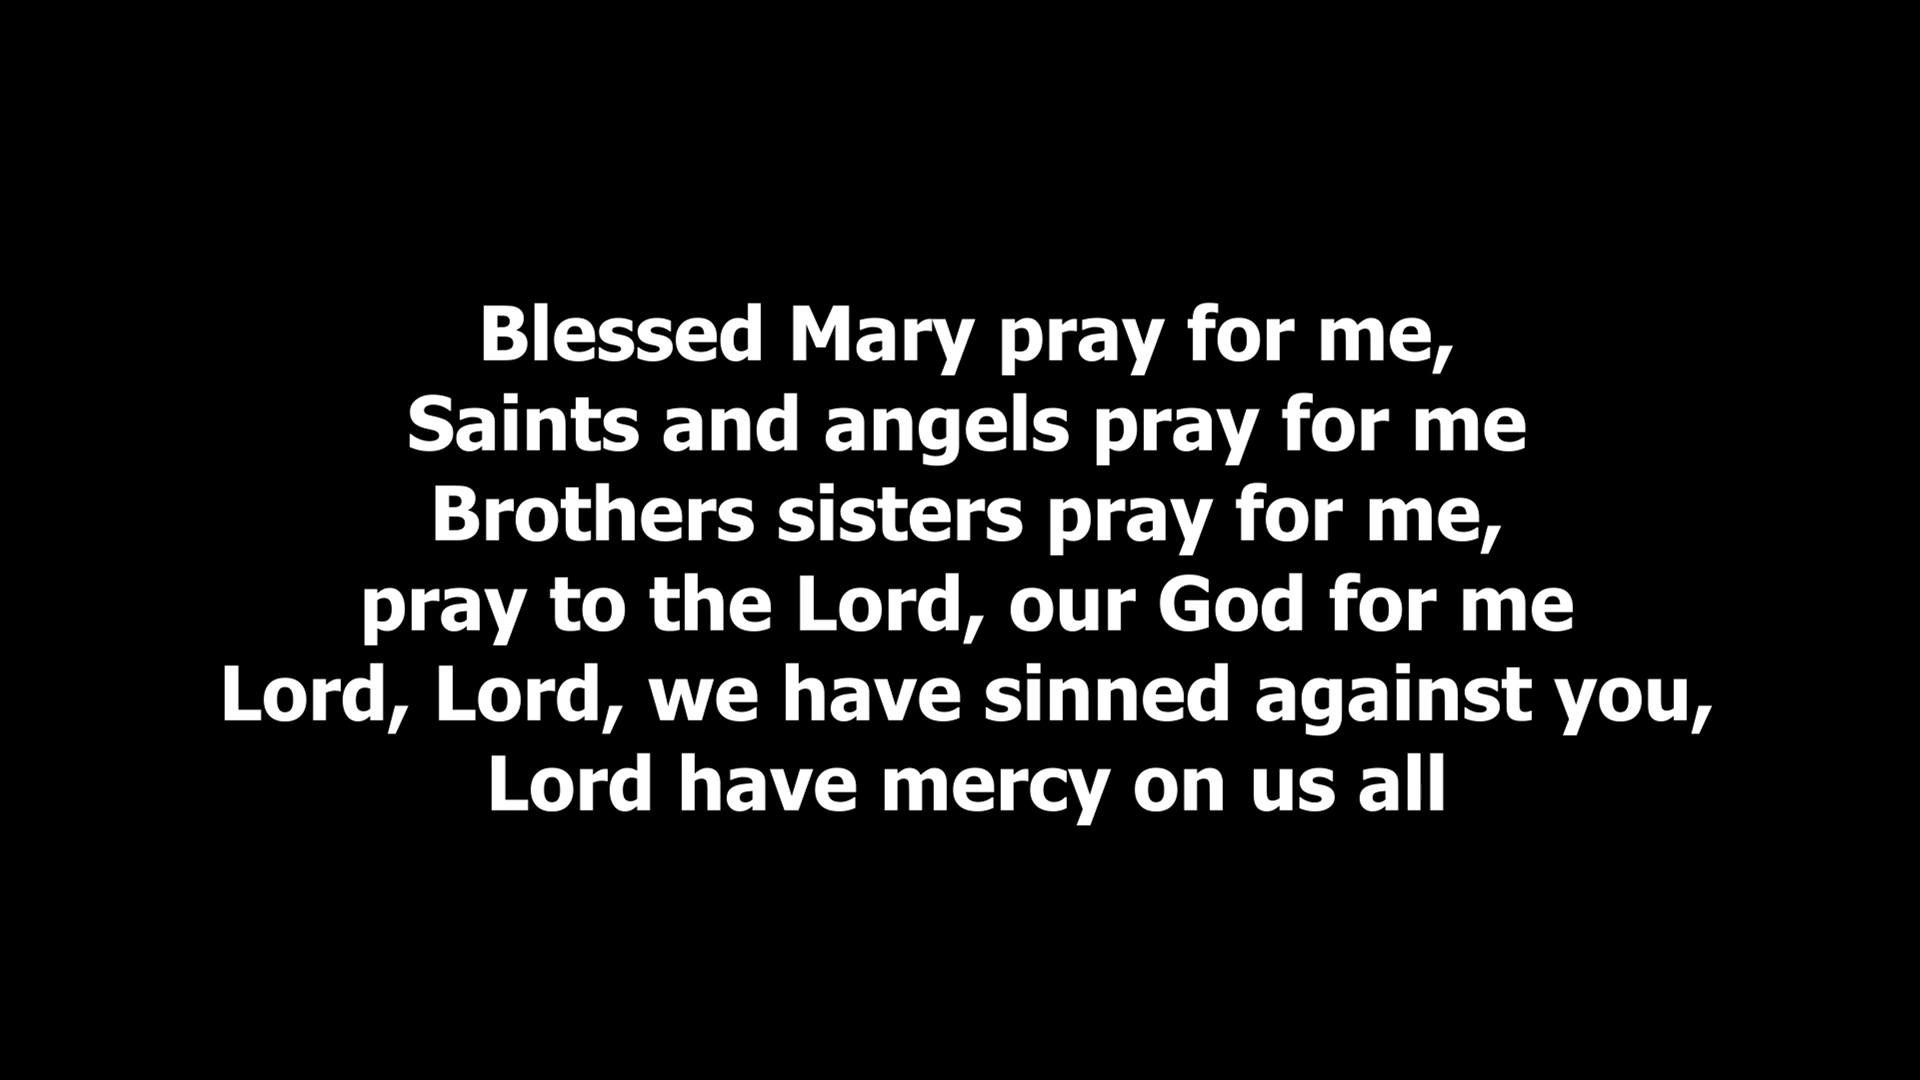 Blessed Mary pray for me,
Saints and angels pray for me
Brothers sisters pray for me,
pray to the Lord, our God for me
Lord, Lord, we have sinned against you,
Lord have mercy on us all